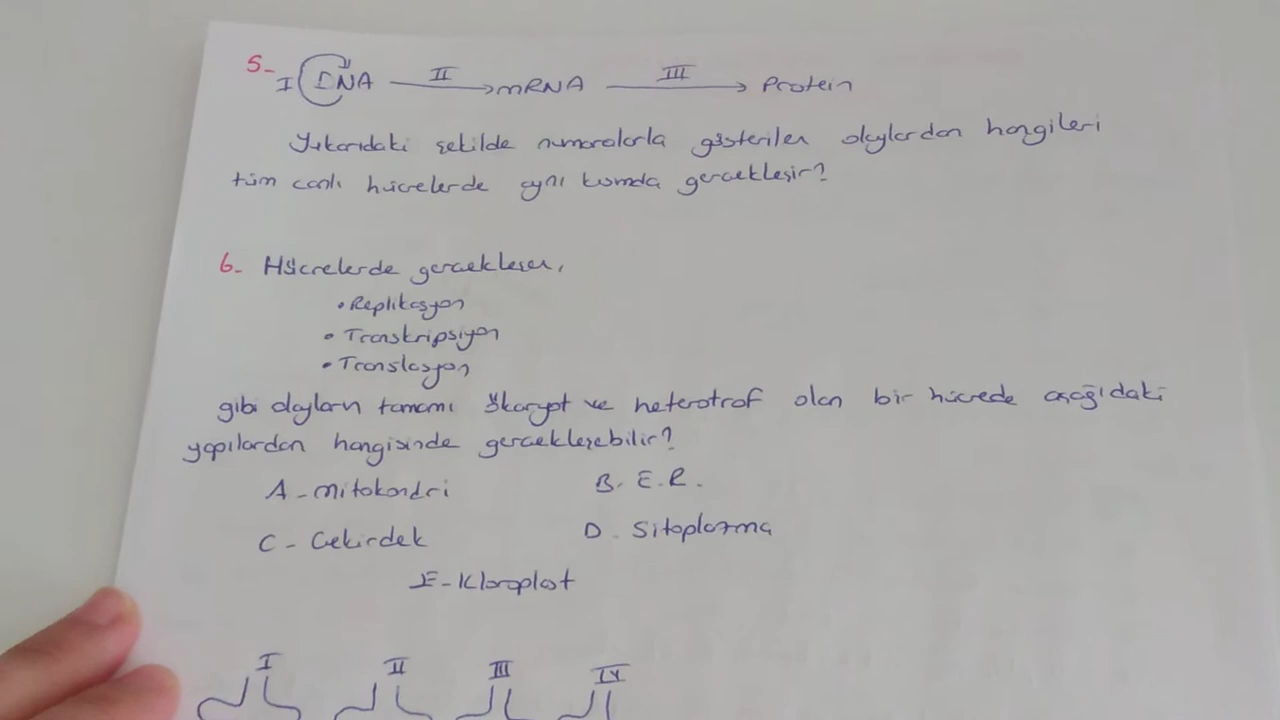 5- I DNA II mRNA III Protein
Yukarıdaki şekilde numaralarla gösterilen olaylardan hangileri
tüm canlı hücrelerde aynı kısımda gerçekleşir?
6- Hücrelerde gerçekleşen,
• Replikasyon
• Transkripsiyon
• Translasyon
gibi olayların tamamı ökaryot ve heterotrof olan bir hücrede aşağıdaki
yapılardan hangisinde gerçekleşebilir?
A - Mitokondri B. E.R.
C - Çekirdek D. Sitoplazma
E - Kloroplast
I II III IV